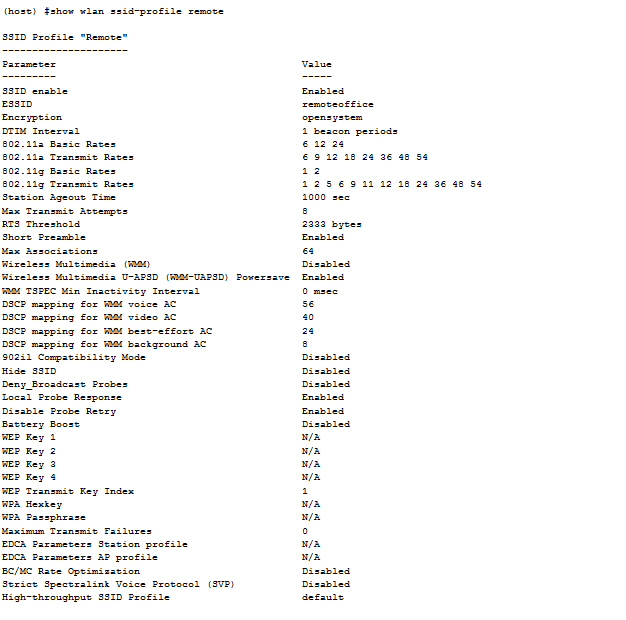 (host) #show wlan ssid-profile remote
SSID Profile "Remote"
---------------------
Parameter Value
--------- -----
SSID enable Enabled
ESSID remoteoffice
Encryption opensystem
DTIM Interval 1 beacon periods
802.11a Basic Rates 6 12 24
802.11a Transmit Rates 6 9 12 18 24 36 48 54
802.11g Basic Rates 1 2
802.11g Transmit Rates 1 2 5 6 9 11 12 18 24 36 48 54
Station Ageout Time 1000 sec
Max Transmit Attempts 8
RTS Threshold 2333 bytes
Short Preamble Enabled
Max Associations 64
Wireless Multimedia (WMM) Disabled
Wireless Multimedia U-APSD (WMM-UAPSD) Powersave Enabled
WMM TSPEC Min Inactivity Interval 0 msec
DSCP mapping for WMM voice AC 56
DSCP mapping for WMM video AC 40
DSCP mapping for WMM best-effort AC 24
DSCP mapping for WMM background AC 8
902il Compatibility Mode Disabled
Hide SSID Disabled
Deny_Broadcast Probes Disabled
Local Probe Response Enabled
Disable Probe Retry Enabled
Battery Boost Disabled
WEP Key 1 N/A
WEP Key 2 N/A
WEP Key 3 N/A
WEP Key 4 N/A
WEP Transmit Key Index 1
WPA Hexkey N/A
WPA Passphrase N/A
Maximum Transmit Failures 0
EDCA Parameters Station profile N/A
EDCA Parameters AP profile N/A
BC/MC Rate Optimization Disabled
Strict Spectralink Voice Protocol (SVP) Disabled
High-throughput SSID Profile default